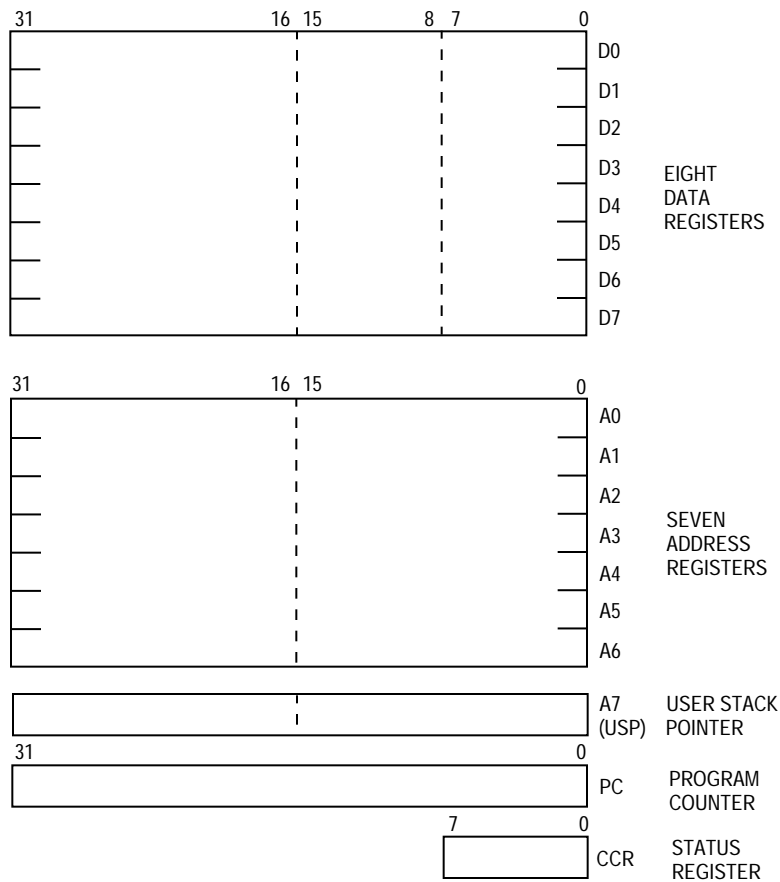 31 16 15 8 7 0
D0
D1
D2
D3
D4
D5
D6
D7
EIGHT
DATA
REGISTERS
31 16 15 0
A0
A1
A2
A3
A4
A5
A6
SEVEN
ADDRESS
REGISTERS
A7
(USP)
USER STACK
POINTER
31 0
PC
PROGRAM
COUNTER
7 0
CCR
STATUS
REGISTER